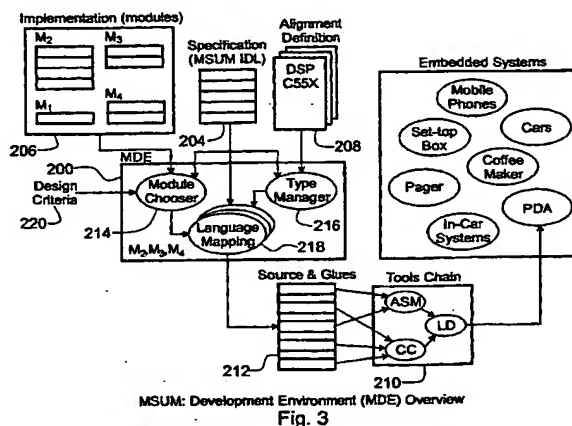 Implementation (modules)
M2
M3
M1
M4
206
Specification
(MSUM IDL)
204
Alignment
Definition
DSP
C55X
208
Embedded Systems
Mobile
Phones
Cars
Set-top
Box
Coffee
Maker
Pager
PDA
In-Car
Systems
200
MDE
Design
Criteria
220
Module
Chooser
214
Type
Manager
216
Language
Mapping
218
M2,M3,M4
Source & Glues
212
Tools Chain
ASM
LD
CC
210
MSUM: Development Environment (MDE) Overview
Fig. 3